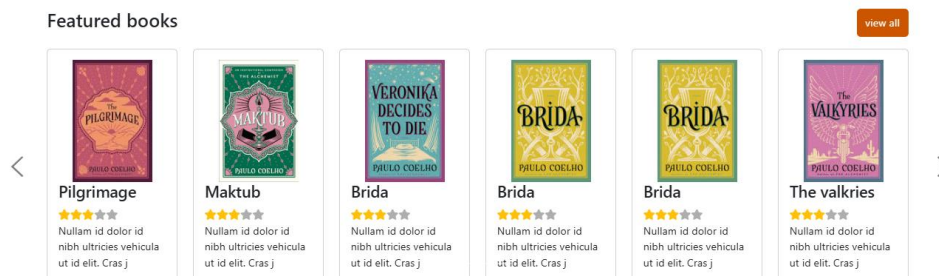 Featured books
view all
The
PILGRIMAGE
PAULO COELHO
THE ALCHEMIST
MAKTUB
PAULO COELHO
VERONIKA
DECIDES
TO DIE
PAULO COELHO
BRIDA
PAULO COELHO
BRIDA
PAULO COELHO
The
VALKYRIES
PAULO COELHO
Pilgrimage
Nullam id dolor id
nibh ultricies vehicula
ut id elit. Cras j
Maktub
Nullam id dolor id
nibh ultricies vehicula
ut id elit. Cras j
Brida
Nullam id dolor id
nibh ultricies vehicula
ut id elit. Cras j
Brida
Nullam id dolor id
nibh ultricies vehicula
ut id elit. Cras j
Brida
Nullam id dolor id
nibh ultricies vehicula
ut id elit. Cras j
The valkries
Nullam id dolor id
nibh ultricies vehicula
ut id elit. Cras j